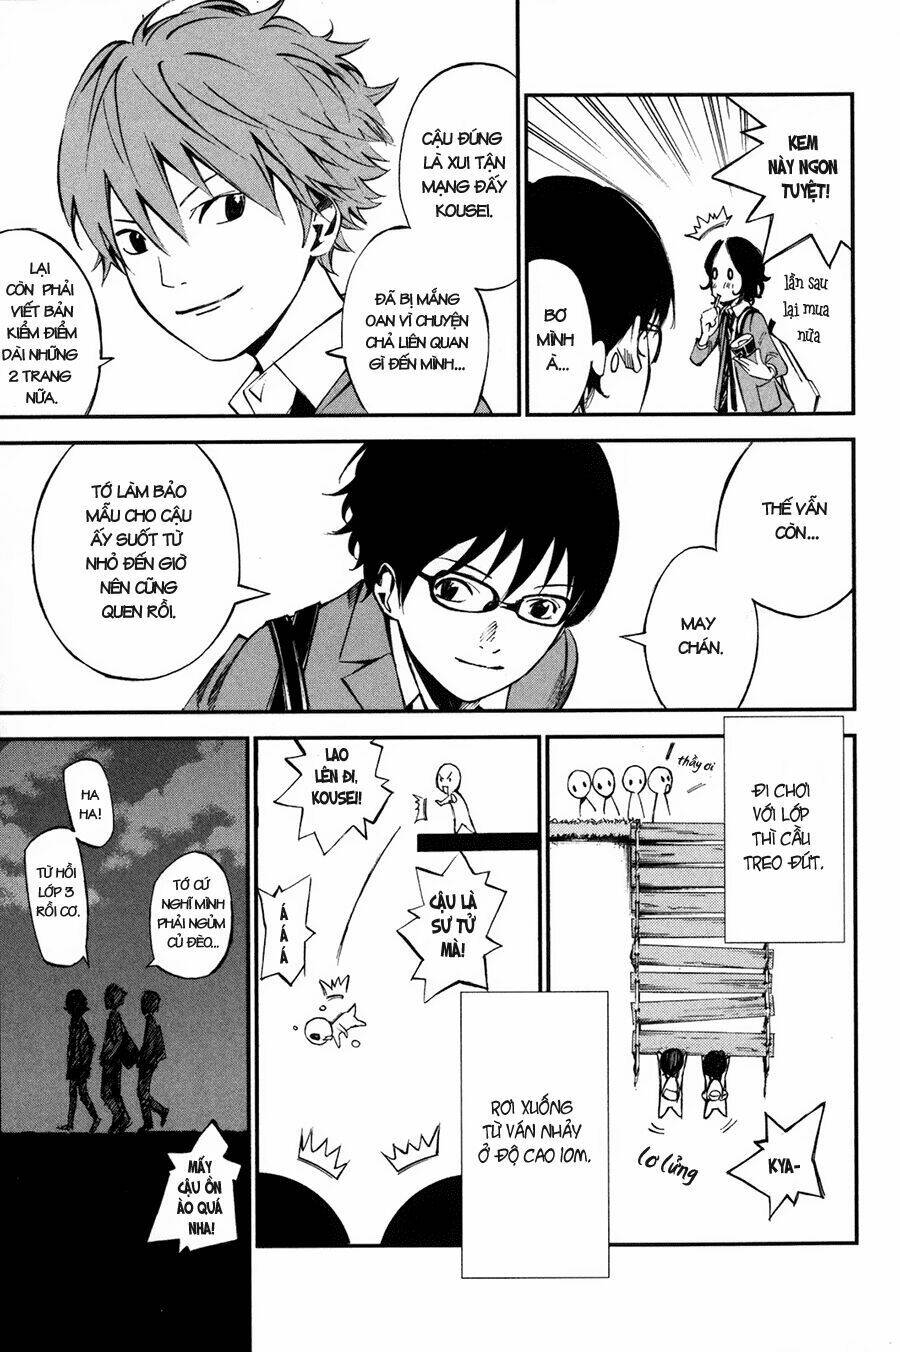 KEM
NÀY NGON
TUYỆT!
lần sau
lại mua
nữa
BƠ
MÌNH
À...
CẬU ĐÚNG
LÀ XUI TẬN
MẠNG ĐẤY
KOUSEI.
ĐÃ BỊ MẮNG
OAN VÌ CHUYỆN
CHẢ LIÊN QUAN
GÌ ĐẾN MÌNH...
LẠI
CÒN PHẢI
VIẾT BẢN
KIỂM ĐIỂM
DÀI NHỮNG
2 TRANG
NỮA.
THẾ VẪN
CÒN...
MAY
CHÁN.
TỚ LÀM BẢO
MẪU CHO CẬU
ẤY SUỐT TỪ
NHỎ ĐẾN GIỜ
NÊN CŨNG
QUEN RỒI.
ĐI CHƠI
VỚI LỚP
THÌ CẦU
TREO ĐỨT.
thầy ơi
KYA-
lơ lửng
LAO
LÊN ĐI,
KOUSEI!
CẬU LÀ
SƯ TỬ
MÀ!
Á
Á
Á
RƠI XUỐNG
TỪ VÁN NHẢY
Ở ĐỘ CAO 10M.
TỚ CỨ
NGHĨ MÌNH
PHẢI NGỦM
CỦ ĐÈO...
HA
HA!
TỪ HỒI
LỚP 3
RỒI CƠ.
MẤY
CẬU ỒN
ÀO QUÁ
NHA!